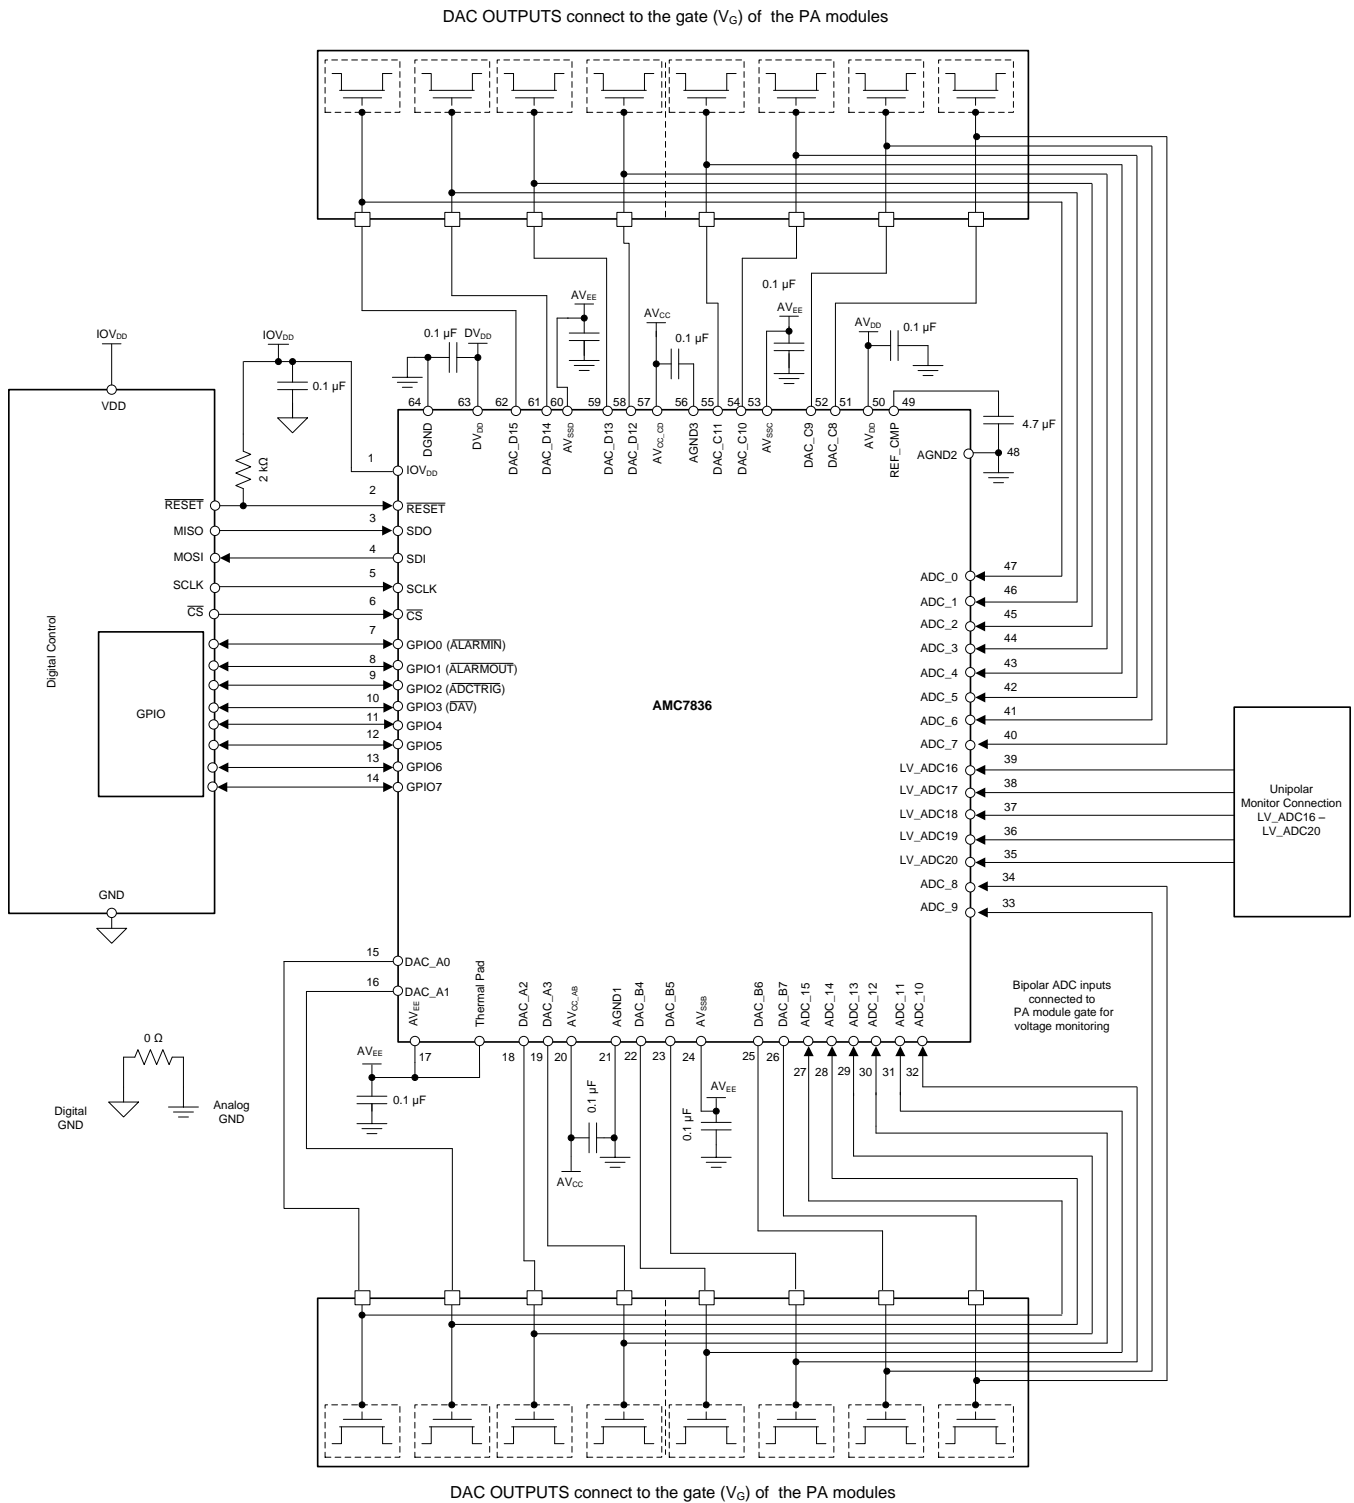 DAC OUTPUTS connect to the gate (VG) of the PA modules
0.1 µF
AVEE
AVCC
AVEE
IOVDD
IOVDD
0.1 µF
DVDD
0.1 µF
AVDD
0.1 µF
0.1 µF
VDD
64
63
62
61
60
59
58
57
56
55
54
53
52
51
50
49
4.7 µF
DGND
DVDD
DAC_D15
DAC_D14
AVSSD
DAC_D13
DAC_D12
AVCC_CD
AGND3
DAC_C11
DAC_C10
AVSSC
DAC_C9
DAC_C8
AVDD
REF_CMP
AGND2
48
2 kΩ
1
IOVDD
RESET
2
RESET
MISO
3
SDO
MOSI
4
SDI
SCLK
5
SCLK
CS
6
CS
Digital Control
GPIO
7
GPIO0 (ALARMIN)
8
GPIO1 (ALARMOUT)
9
GPIO2 (ADCTRIG)
10
GPIO3 (DAV)
11
GPIO4
12
GPIO5
13
GPIO6
14
GPIO7
AMC7836
ADC_0
47
ADC_1
46
ADC_2
45
ADC_3
44
ADC_4
43
ADC_5
42
ADC_6
41
ADC_7
40
LV_ADC16
39
LV_ADC17
38
LV_ADC18
37
LV_ADC19
36
LV_ADC20
35
ADC_8
34
ADC_9
33
Unipolar
Monitor Connection
LV_ADC16 –
LV_ADC20
GND
15
DAC_A0
16
DAC_A1
AVEE
Thermal Pad
DAC_A2
DAC_A3
AVCC_AB
AGND1
DAC_B4
DAC_B5
AVSSB
DAC_B6
DAC_B7
ADC_15
ADC_14
ADC_13
ADC_12
ADC_11
ADC_10
Bipolar ADC inputs
connected to
PA module gate for
voltage monitoring
17
18
19
20
21
22
23
24
25
26
27
28
29
30
31
32
0 Ω
Digital
GND
Analog
GND
AVEE
0.1 µF
0.1 µF
AVCC
AVEE
0.1 µF
DAC OUTPUTS connect to the gate (VG) of the PA modules